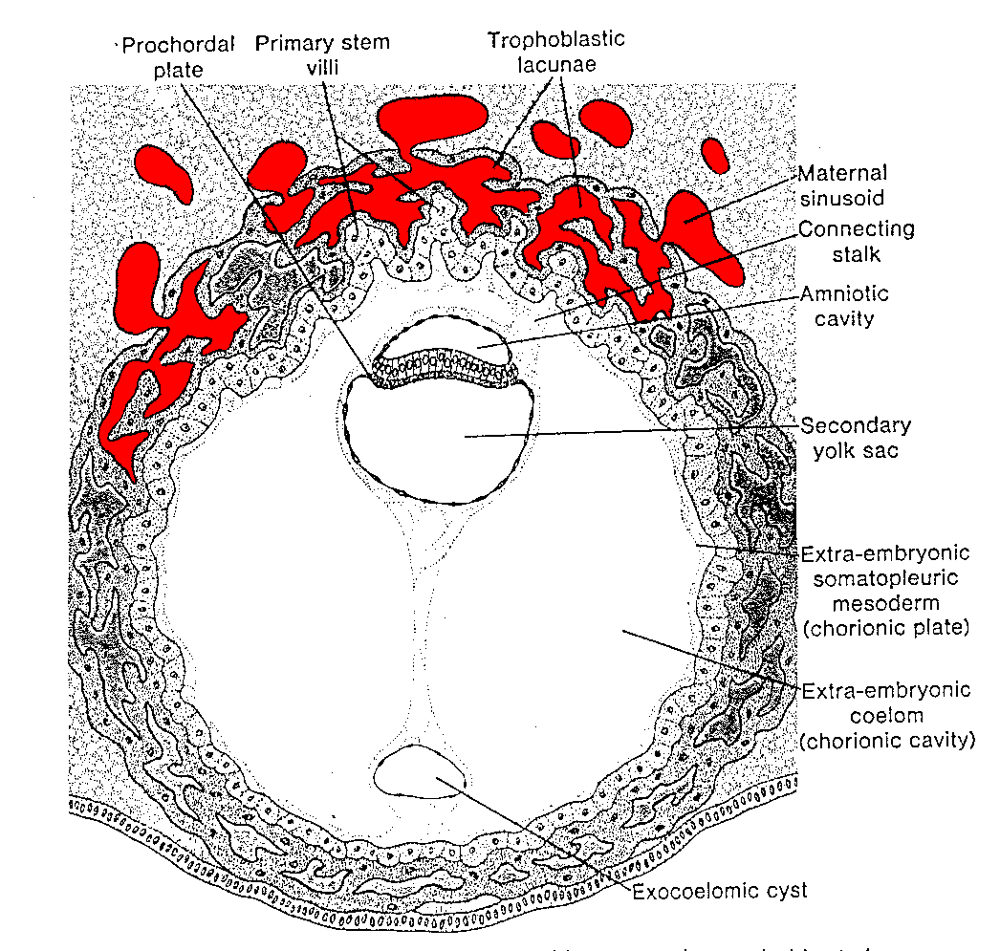 Prochordal
plate
Primary stem
villi
Trophoblastic
lacunae
Maternal
sinusoid
Connecting
stalk
Amniotic
cavity
Secondary
yolk sac
Extra-embryonic
somatopleuric
mesoderm
(chorionic plate)
Extra-embryonic
coelom
(chorionic cavity)
Exocoelomic cyst